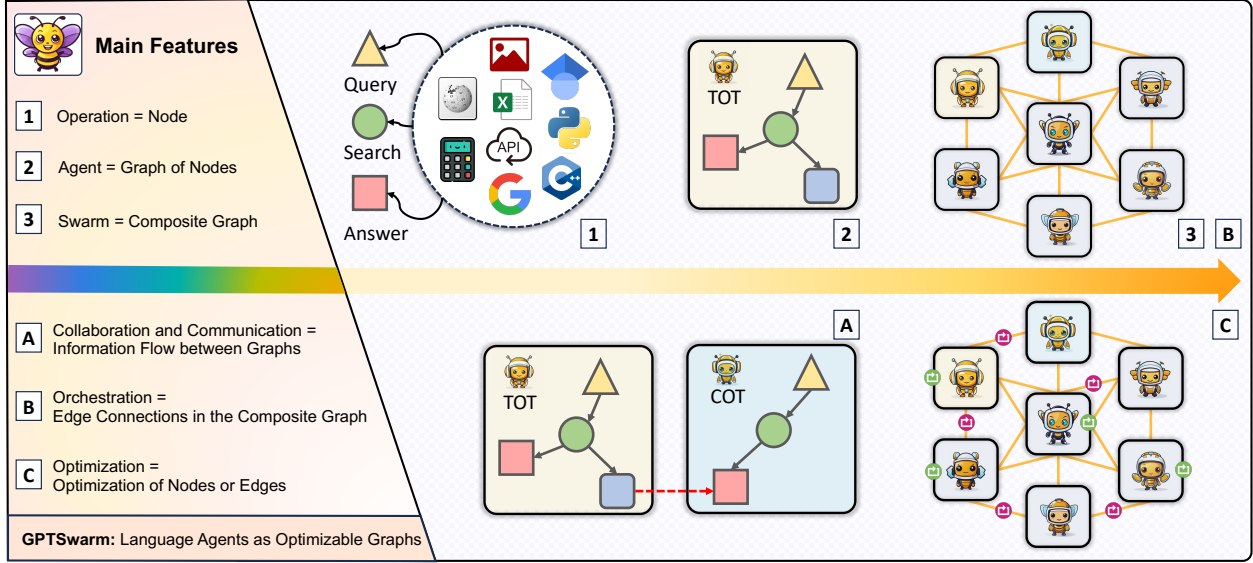 Main Features
1 Operation = Node
2 Agent = Graph of Nodes
3 Swarm = Composite Graph
A Collaboration and Communication =
Information Flow between Graphs
B Orchestration =
Edge Connections in the Composite Graph
C Optimization =
Optimization of Nodes or Edges
GPTSwarm: Language Agents as Optimizable Graphs
Query
Search
Answer
X
API
G
C++
1
TOT
2
3 B
A
TOT
COT
C